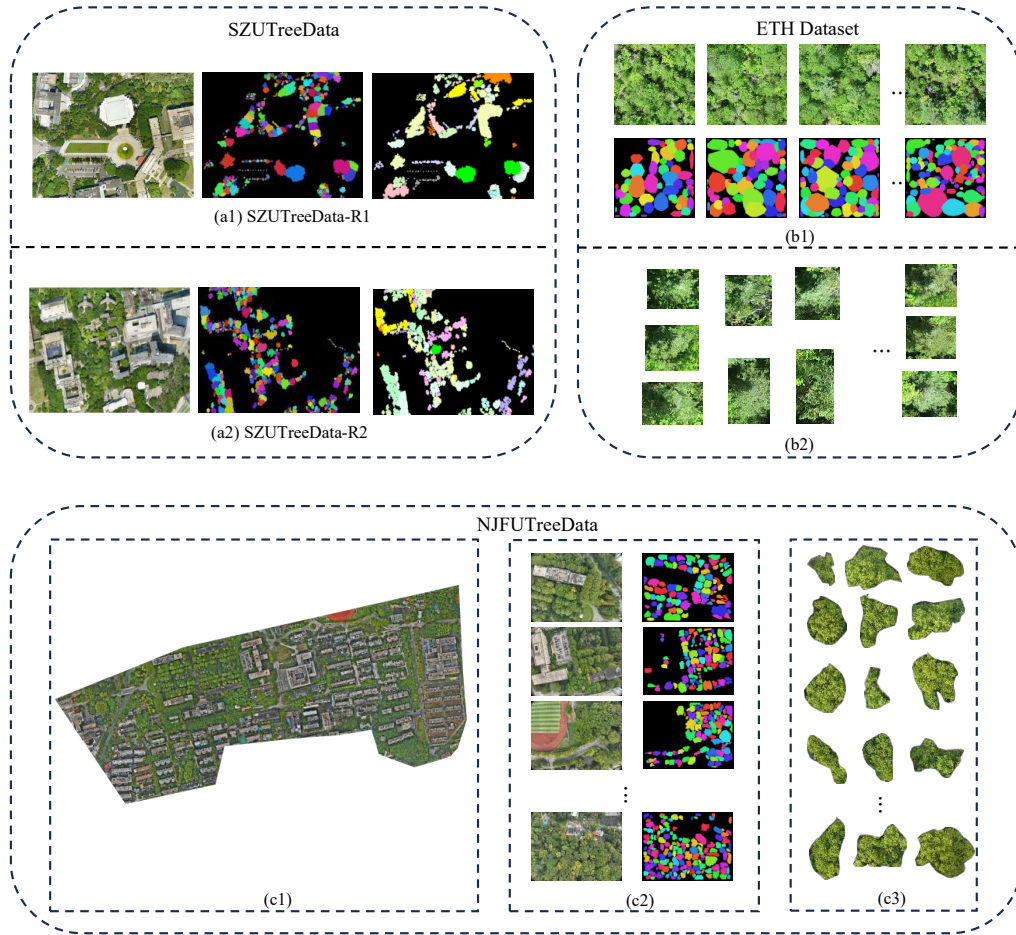 SZUTreeData
(a1) SZUTreeData-R1
(a2) SZUTreeData-R2
ETH Dataset
...
..
(b1)
...
(b2)
NJFUTreeData
(c1)
...
(c2)
...
(c3)